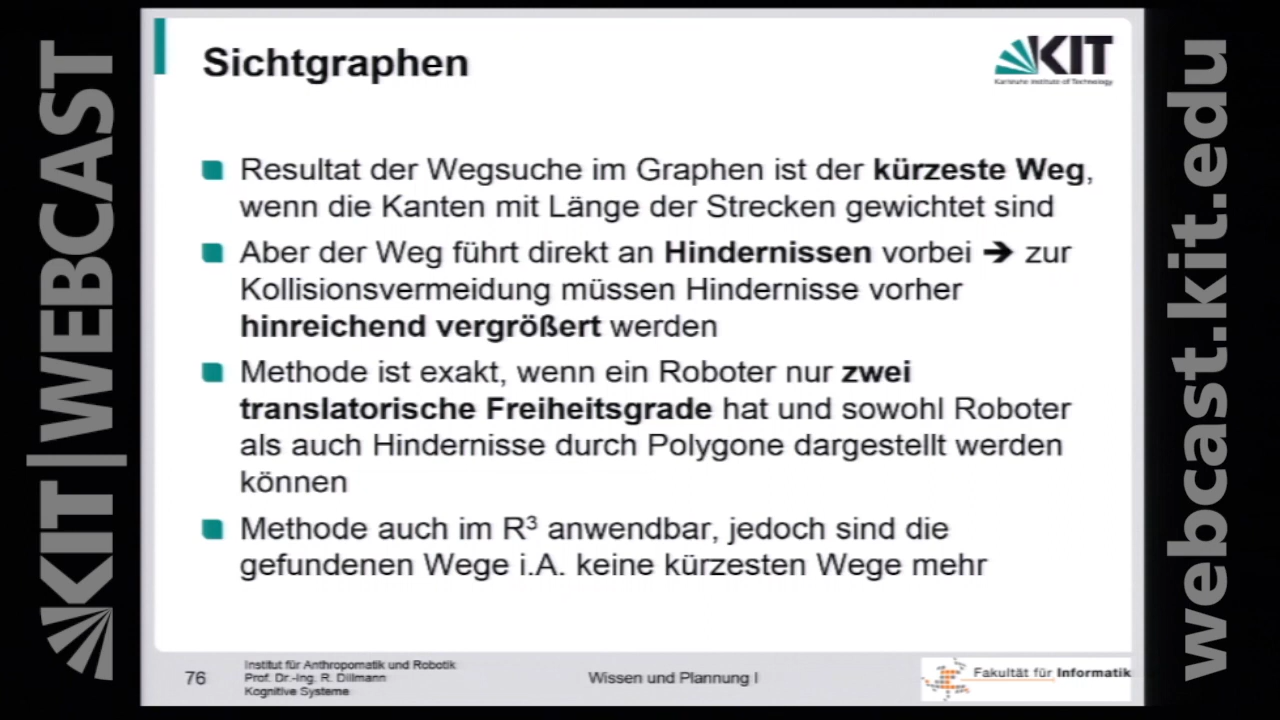 KIT|WEBCAST
Sichtgraphen
KIT
Karlsruhe Institute of Technology
Resultat der Wegsuche im Graphen ist der kürzeste Weg,
wenn die Kanten mit Länge der Strecken gewichtet sind
Aber der Weg führt direkt an Hindernissen vorbei ➔ zur
Kollisionsvermeidung müssen Hindernisse vorher
hinreichend vergrößert werden
Methode ist exakt, wenn ein Roboter nur zwei
translatorische Freiheitsgrade hat und sowohl Roboter
als auch Hindernisse durch Polygone dargestellt werden
können
Methode auch im R³ anwendbar, jedoch sind die
gefundenen Wege i.A. keine kürzesten Wege mehr
76
Institut für Anthropomatik und Robotik
Prof. Dr.-Ing. R. Dillmann
Kognitive Systeme
Wissen und Planung I
Fakultät für Informatik
webcast.kit.edu